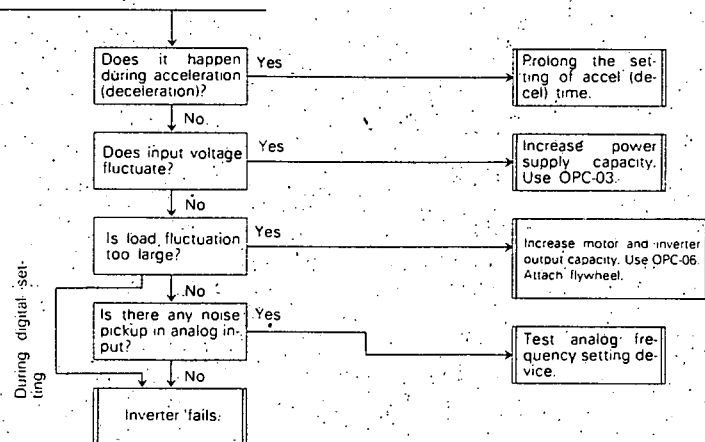 Does it happen
during acceleration
(deceleration)?
Yes
Prolong the set-
ting of accel (de-
cel) time.
No
Does input voltage
fluctuate?
Yes
Increase power
supply capacity.
Use OPC-03.
No
Is load fluctuation
too large?
Yes
Increase motor and inverter
output capacity. Use OPC-06.
Attach flywheel.
No
During digital set-
ting
Is there any noise
pickup in analog in-
put?
Yes
Test analog fre-
quency setting de-
vice.
No
Inverter fails.